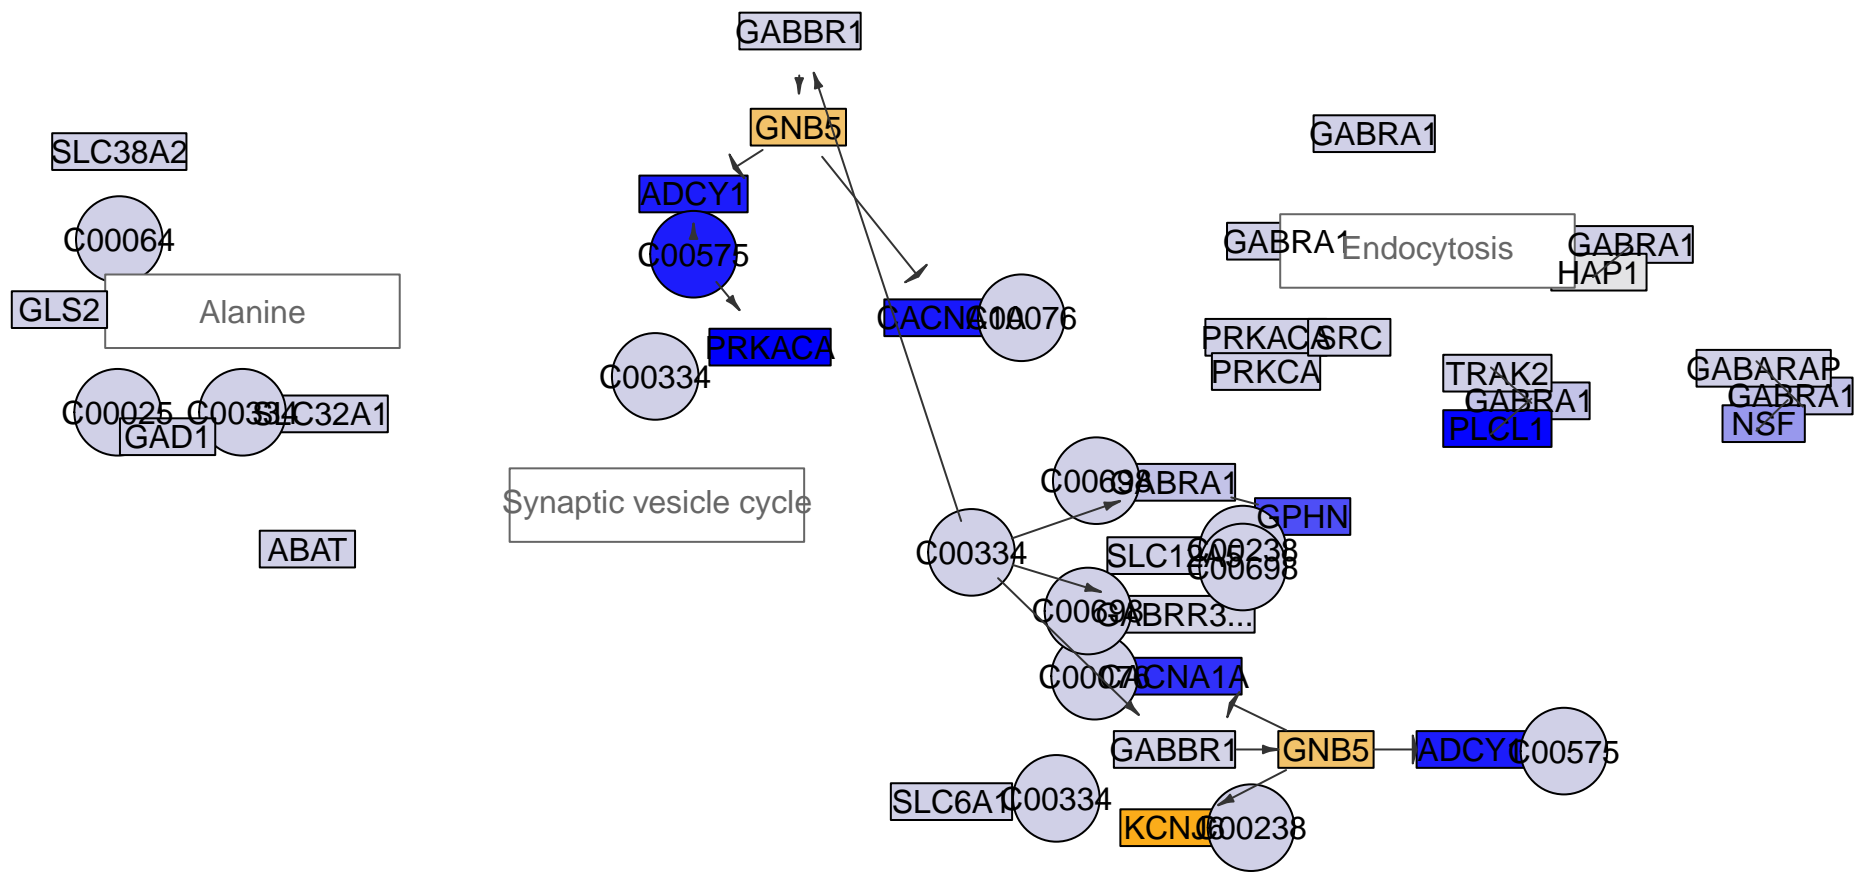 GABBR1
GNB5
GABRA1
SLC38A2
ADCY1
C00064
C00575
GABRA1
Endocytosis
GABRA1
HAP1
GLS2
Alanine
CACNA1A
C00076
PRKACA
C00334
PRKACA
SRC
PRKCA
TRAK2
GABRA1
PLCL1
GABARAP
GABRA1
NSF
C00025
C00334
SLC32A1
GAD1
Synaptic vesicle cycle
C00698
GABRA1
GPHN
ABAT
C00334
SLC12A5
C00238
C00698
C00698
GABRR3...
C00076
CACNA1A
GABBR1
GNB5
ADCY1
C00575
SLC6A1
C00334
KCNJ6
C00238